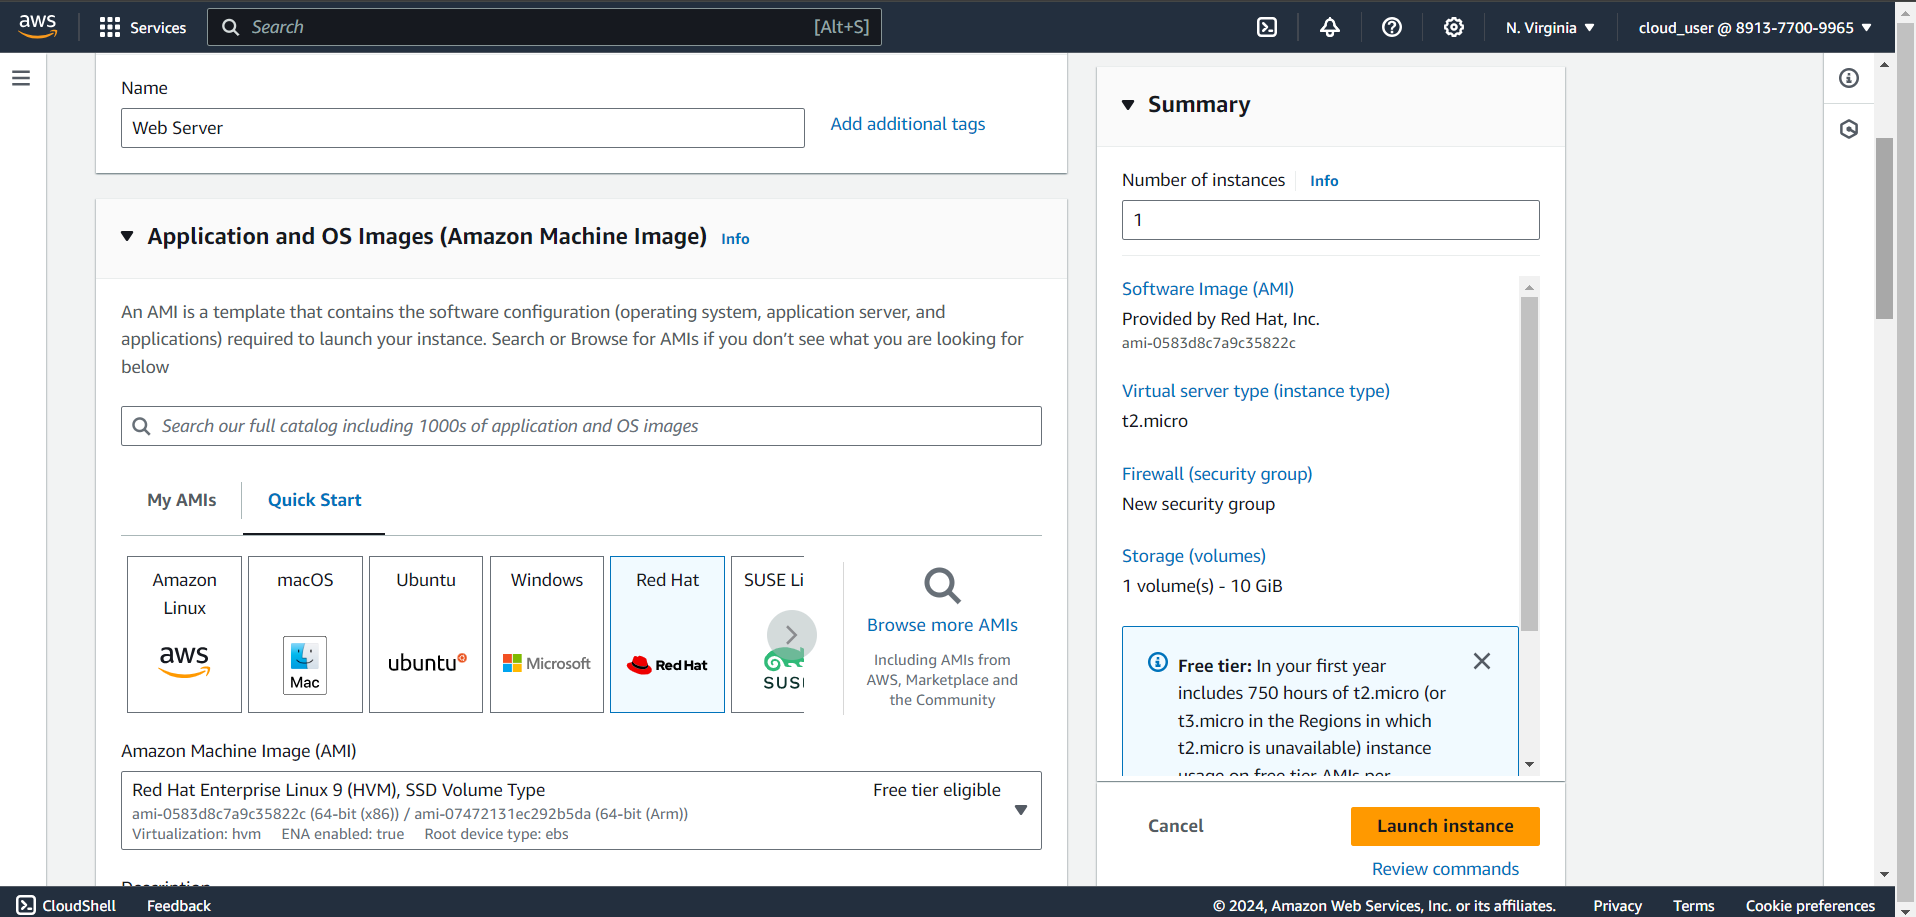 aws
Services
Search
[Alt+S]
N. Virginia
cloud_user @ 8913-7700-9965
Name
Web Server
Add additional tags
Application and OS Images (Amazon Machine Image)
Info
An AMI is a template that contains the software configuration (operating system, application server, and
applications) required to launch your instance. Search or Browse for AMIs if you don’t see what you are looking for
below
Search our full catalog including 1000s of application and OS images
My AMIs
Quick Start
Amazon
Linux
aws
macOS
Mac
Ubuntu
ubuntu
Windows
Microsoft
Red Hat
Red Hat
SUSE Li
SUS
Browse more AMIs
Including AMIs from
AWS, Marketplace and
the Community
Amazon Machine Image (AMI)
Red Hat Enterprise Linux 9 (HVM), SSD Volume Type
Free tier eligible
ami-0583d8c7a9c35822c (64-bit (x86)) / ami-07472131ec292b5da (64-bit (Arm))
Virtualization: hvm ENA enabled: true Root device type: ebs
Description
Summary
Number of instances
Info
1
Software Image (AMI)
Provided by Red Hat, Inc.
ami-0583d8c7a9c35822c
Virtual server type (instance type)
t2.micro
Firewall (security group)
New security group
Storage (volumes)
1 volume(s) - 10 GiB
Free tier: In your first year
includes 750 hours of t2.micro (or
t3.micro in the Regions in which
t2.micro is unavailable) instance
usage on free tier AMIs per
Cancel
Launch instance
Review commands
CloudShell
Feedback
© 2024, Amazon Web Services, Inc. or its affiliates.
Privacy
Terms
Cookie preferences